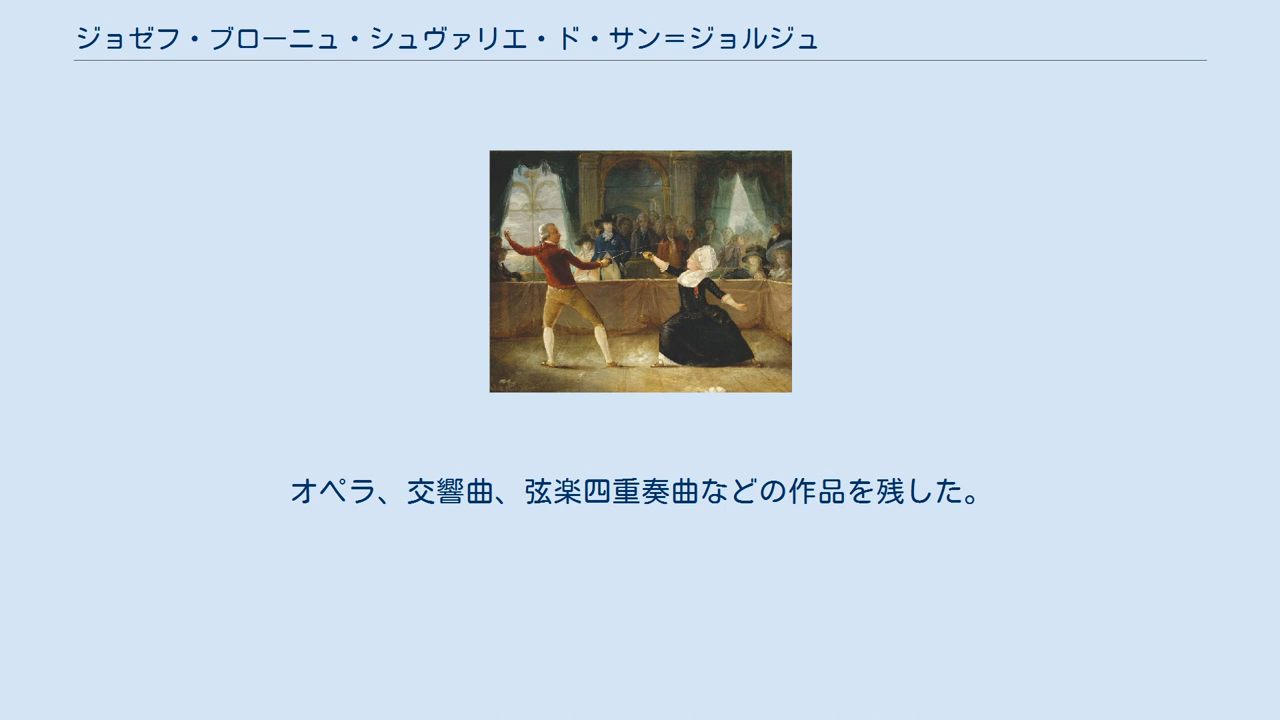 ジョゼフ・ブローニュ・シュヴァリエ・ド・サン＝ジョルジュ
オペラ、交響曲、弦楽四重奏曲などの作品を残した。